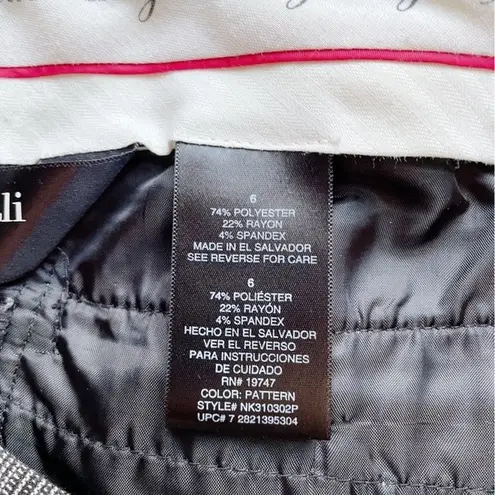 li
6
74% POLYESTER
22% RAYON
4% SPANDEX
MADE IN EL SALVADOR
SEE REVERSE FOR CARE
6
74% POLIÉSTER
22% RAYÓN
4% SPANDEX
HECHO EN EL SALVADOR
VER EL REVERSO
PARA INSTRUCCIONES
DE CUIDADO
RN# 19747
COLOR: PATTERN
STYLE# NK310302P
UPC# 7 2821395304